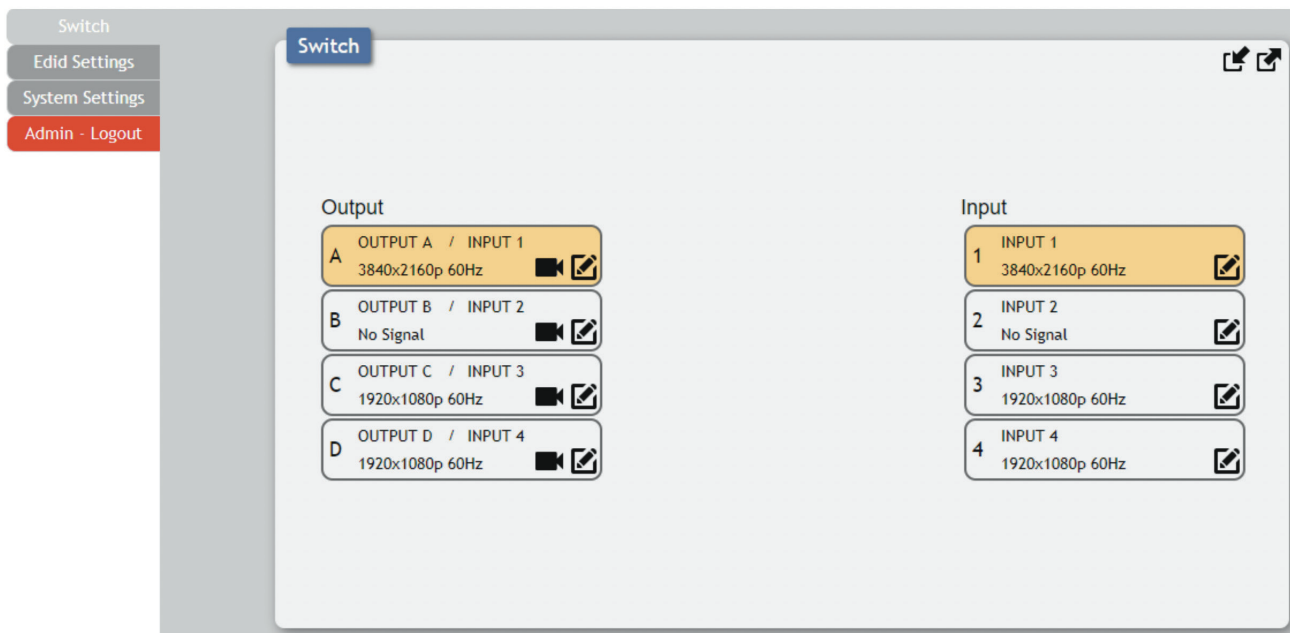 Switch
Edid Settings
System Settings
Admin - Logout
Switch
Output
A
OUTPUT A / INPUT 1
3840x2160p 60Hz
B
OUTPUT B / INPUT 2
No Signal
C
OUTPUT C / INPUT 3
1920x1080p 60Hz
D
OUTPUT D / INPUT 4
1920x1080p 60Hz
Input
1
INPUT 1
3840x2160p 60Hz
2
INPUT 2
No Signal
3
INPUT 3
1920x1080p 60Hz
4
INPUT 4
1920x1080p 60Hz